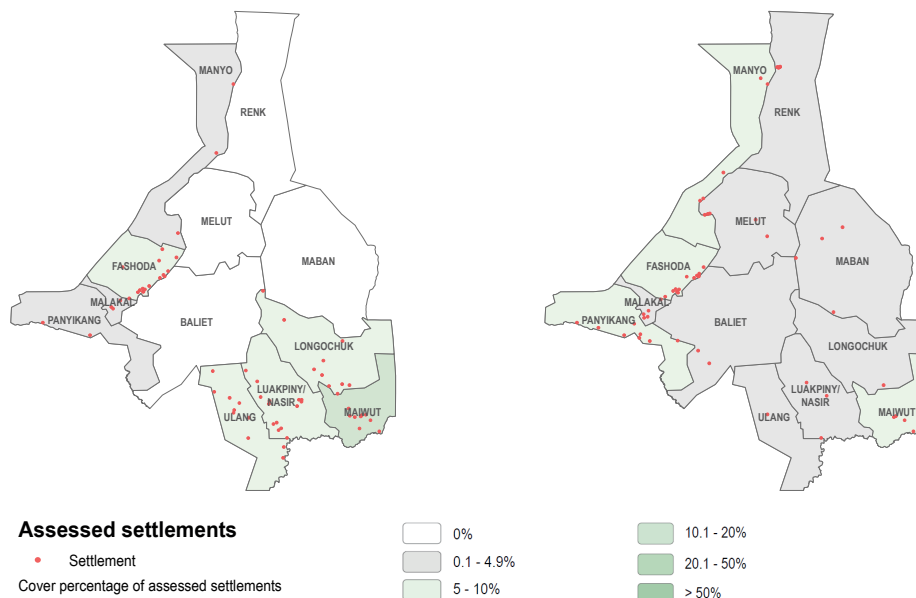 MANYO
RENK
MELUT
FASHODA
MABAN
MALAKAL
PANYIKANG
BALIET
LONGOCHUK
LUAKPINY/
NASIR
MAIWUT
ULANG
MANYO
RENK
MELUT
MABAN
FASHODA
MALAKAL
PANYIKANG
BALIET
LONGOCHUK
LUAKPINY/
NASIR
MAIWUT
ULANG
Assessed settlements
Settlement
Cover percentage of assessed settlements
0%
0.1 - 4.9%
5 - 10%
10.1 - 20%
20.1 - 50%
> 50%